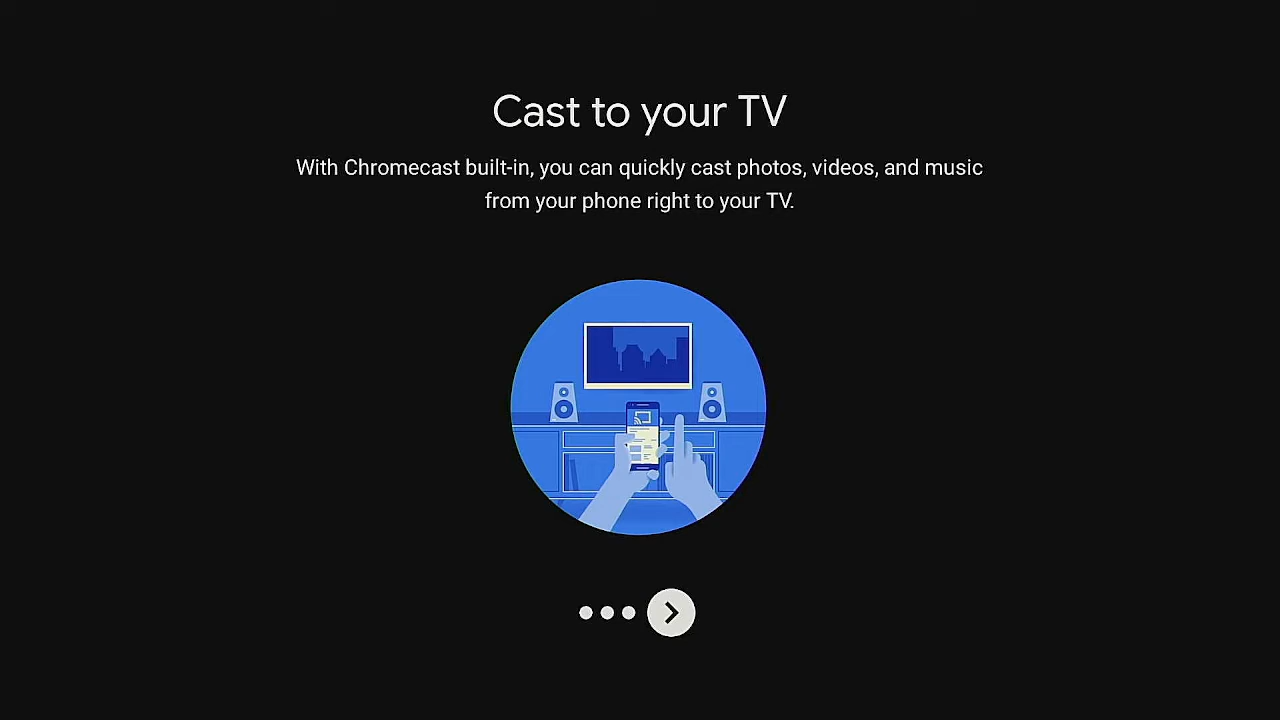 Cast to your TV
With Chromecast built-in, you can quickly cast photos, videos, and music
from your phone right to your TV.